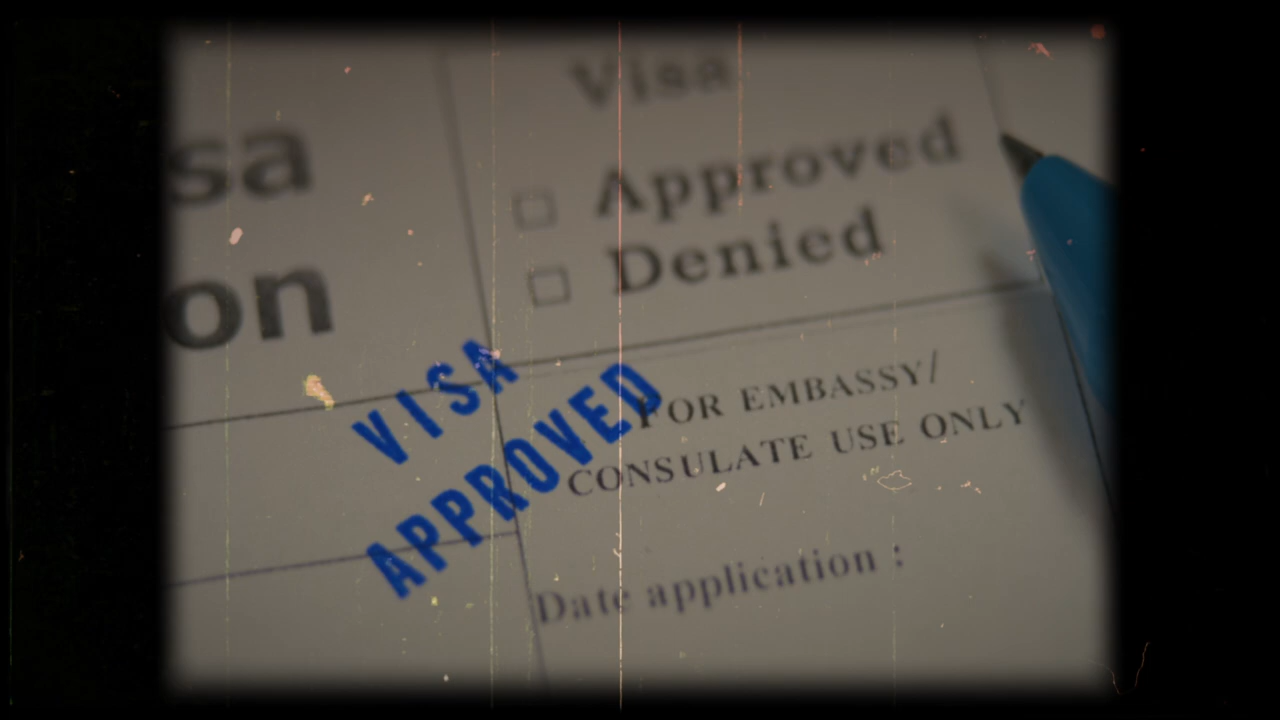 sa
on
Visa
Approved
Denied
VISA
APPROVED
FOR EMBASSY/
CONSULATE USE ONLY
Date application :